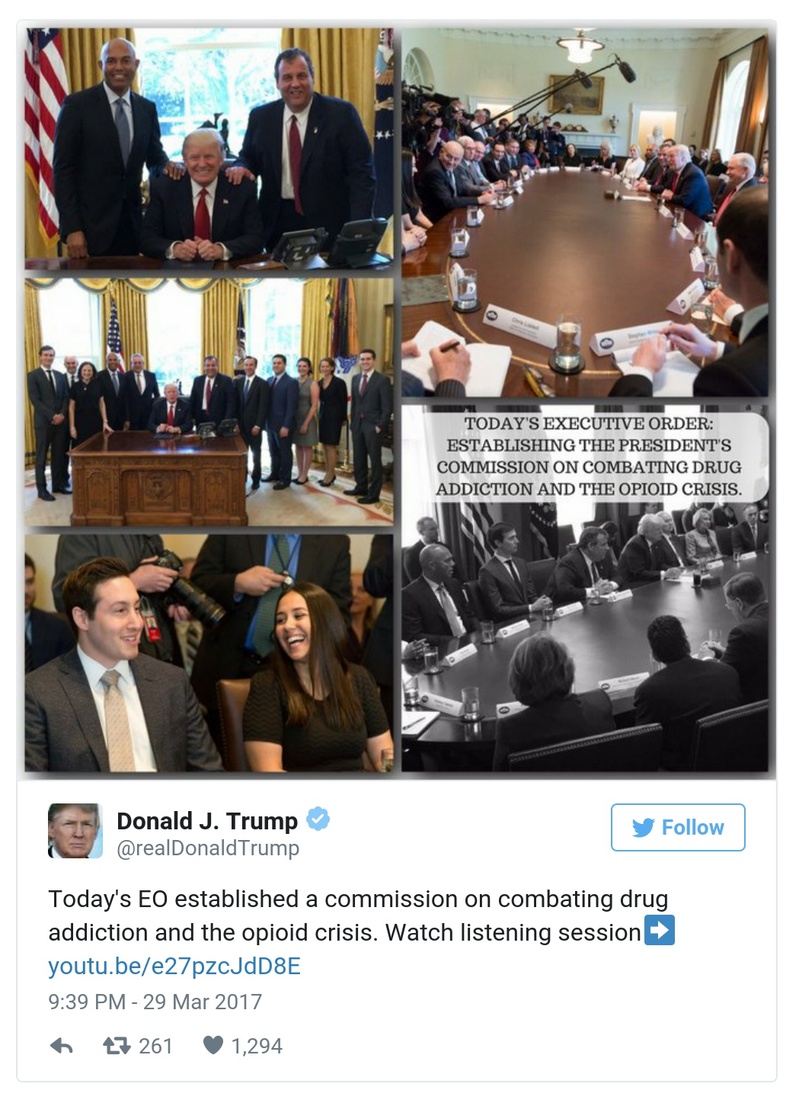 Chris Liddell
TODAY'S EXECUTIVE ORDER:
ESTABLISHING THE PRESIDENT'S
COMMISSION ON COMBATING DRUG
ADDICTION AND THE OPIOID CRISIS.
Donald J. Trump
@realDonaldTrump
Follow
Today's EO established a commission on combating drug
addiction and the opioid crisis. Watch listening session➡
youtu.be/e27pzcJdD8E
9:39 PM - 29 Mar 2017
261 1,294